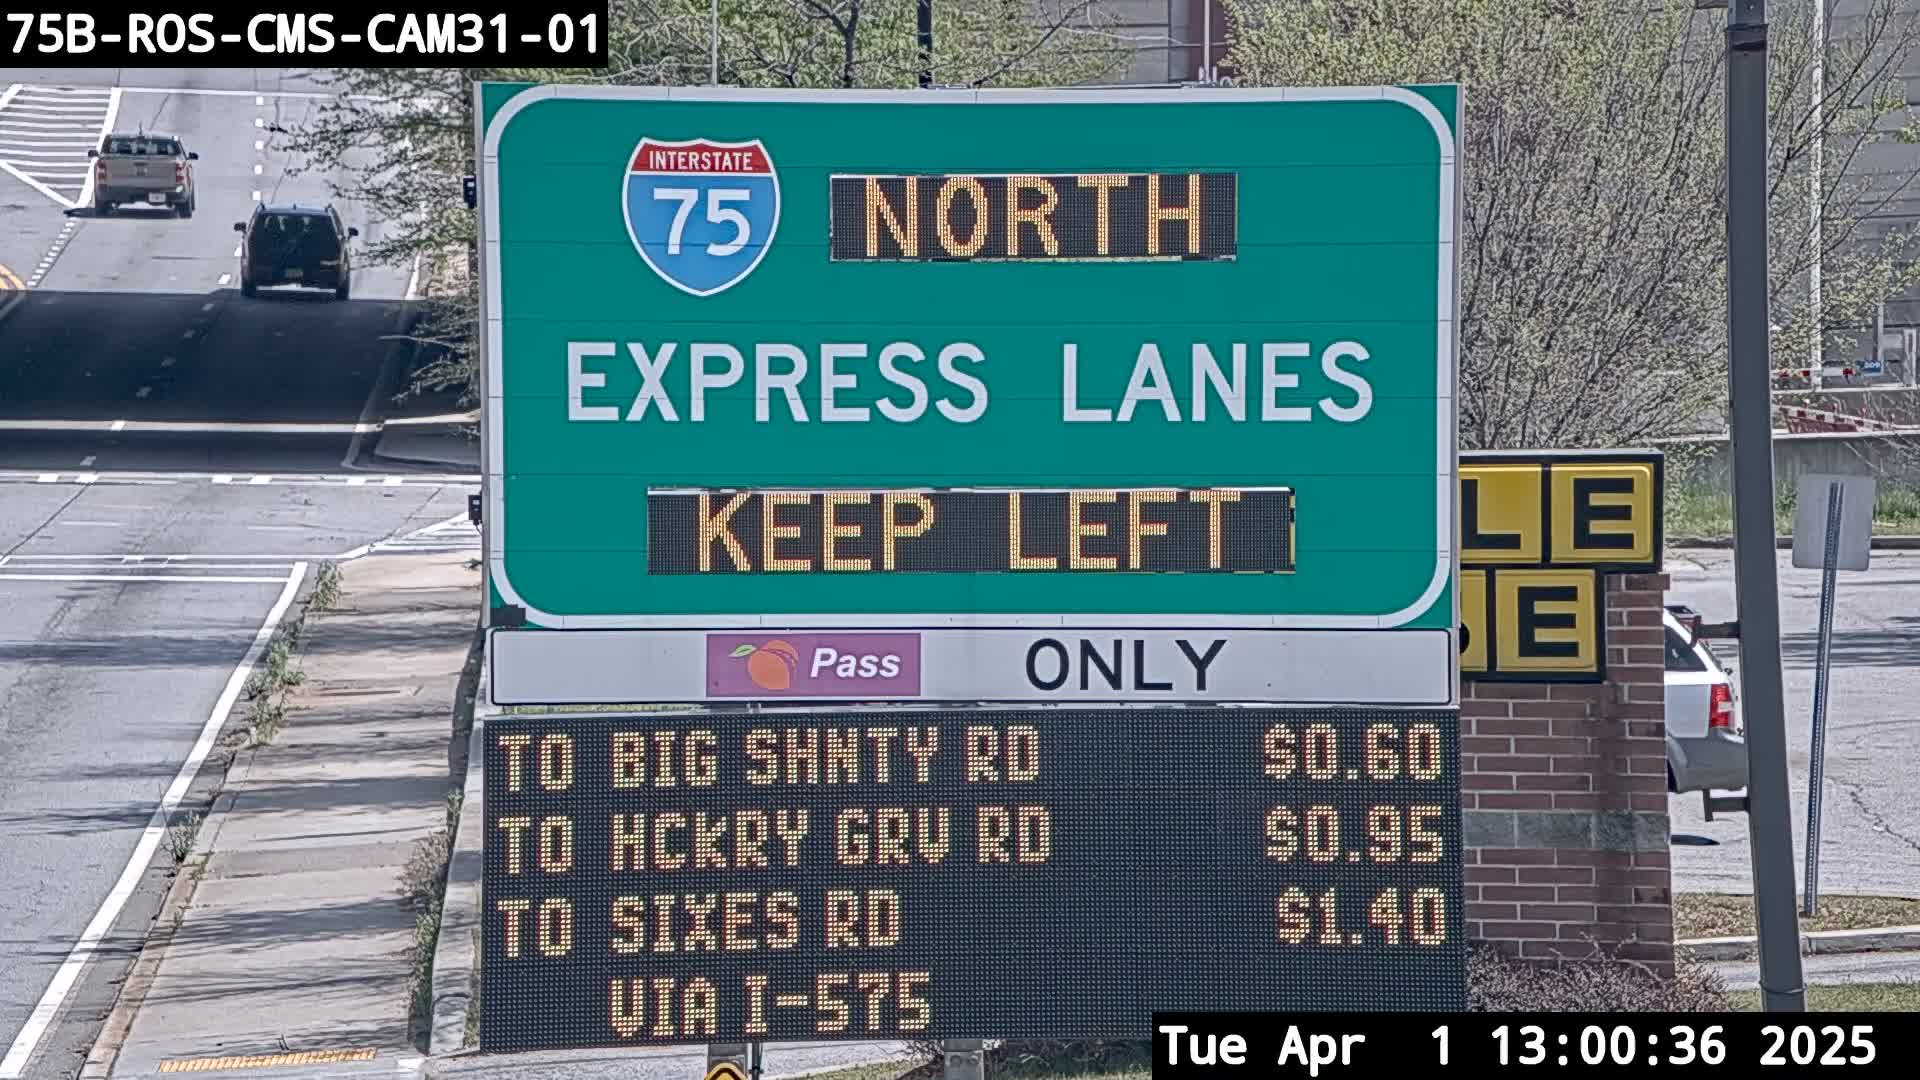 75B-ROS-CMS-CAM31-01
INTERSTATE
75
NORTH
EXPRESS LANES
KEEP LEFT
Pass ONLY
TO BIG SHNTY RD $0.60
TO HCKRY GRV RD $0.95
TO SIXES RD $1.40
VIA I-575
LE
E
Tue Apr 1 13:00:36 2025